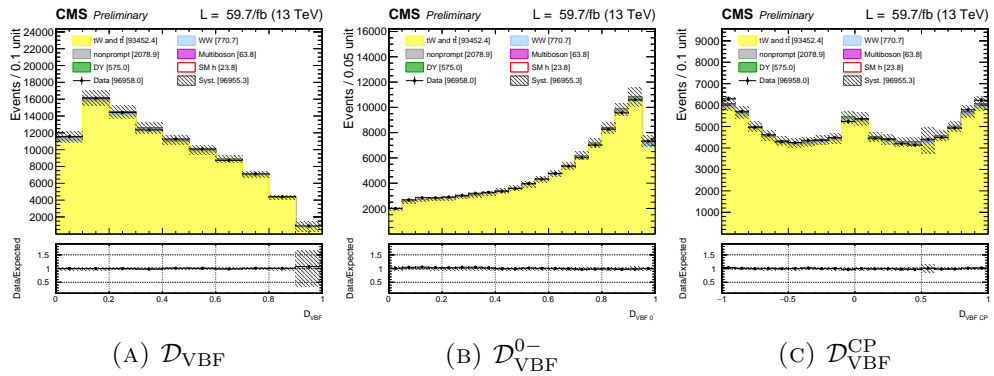 CMS Preliminary L = 59.7/fb (13 TeV)
Events / 0.1 unit
24000
22000
20000
18000
16000
14000
12000
10000
8000
6000
4000
2000
tW and tt̄ [93452.4]
WW [770.7]
nonprompt [2078.9]
Multiboson [63.8]
DY [575.0]
SM h [23.8]
Data [96958.0]
Syst. [96955.3]
Data/Expected
1.5
1
0.5
0 0.2 0.4 0.6 0.8 1
D_VBF
(A) 𝒟_VBF
CMS Preliminary L = 59.7/fb (13 TeV)
Events / 0.05 unit
16000
14000
12000
10000
8000
6000
4000
2000
tW and tt̄ [93452.4]
WW [770.7]
nonprompt [2078.9]
Multiboson [63.8]
DY [575.0]
SM h [23.8]
Data [96958.0]
Syst. [96955.3]
Data/Expected
1.5
1
0.5
0 0.2 0.4 0.6 0.8 1
D_VBF 0-
(B) 𝒟_VBF^0−
CMS Preliminary L = 59.7/fb (13 TeV)
Events / 0.1 unit
9000
8000
7000
6000
5000
4000
3000
2000
1000
tW and tt̄ [93452.4]
WW [770.7]
nonprompt [2078.9]
Multiboson [63.8]
DY [575.0]
SM h [23.8]
Data [96958.0]
Syst. [96955.3]
Data/Expected
1.5
1
0.5
−1 −0.5 0 0.5 1
D_VBF CP
(C) 𝒟_VBF^CP